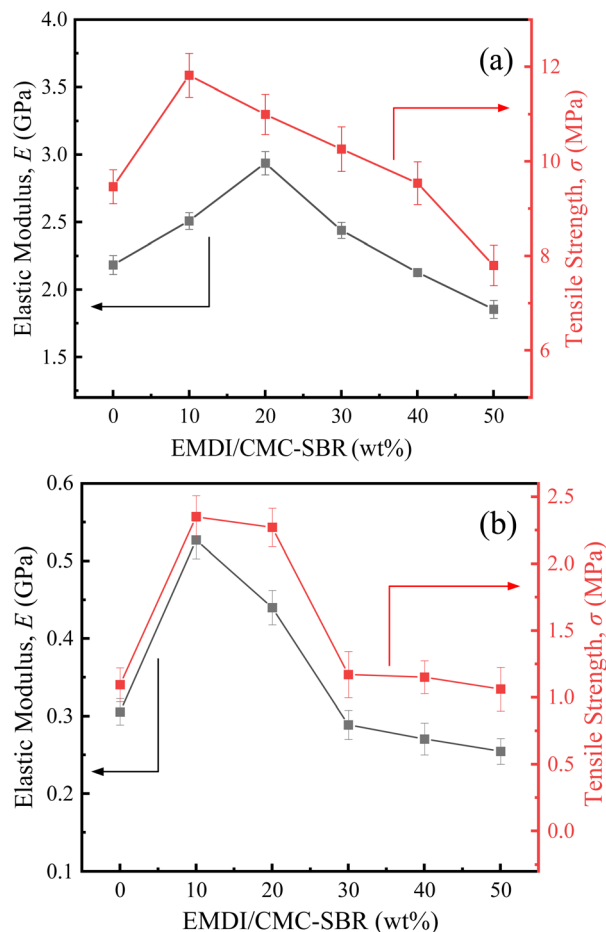 (a)
Elastic Modulus, E (GPa)
4.0
3.5
3.0
2.5
2.0
1.5
12
10
8
6
Tensile Strength, σ (MPa)
0 10 20 30 40 50
EMDI/CMC-SBR (wt%)
(b)
Elastic Modulus, E (GPa)
0.6
0.5
0.4
0.3
0.2
0.1
2.5
2.0
1.5
1.0
0.5
0.0
Tensile Strength, σ (MPa)
0 10 20 30 40 50
EMDI/CMC-SBR (wt%)